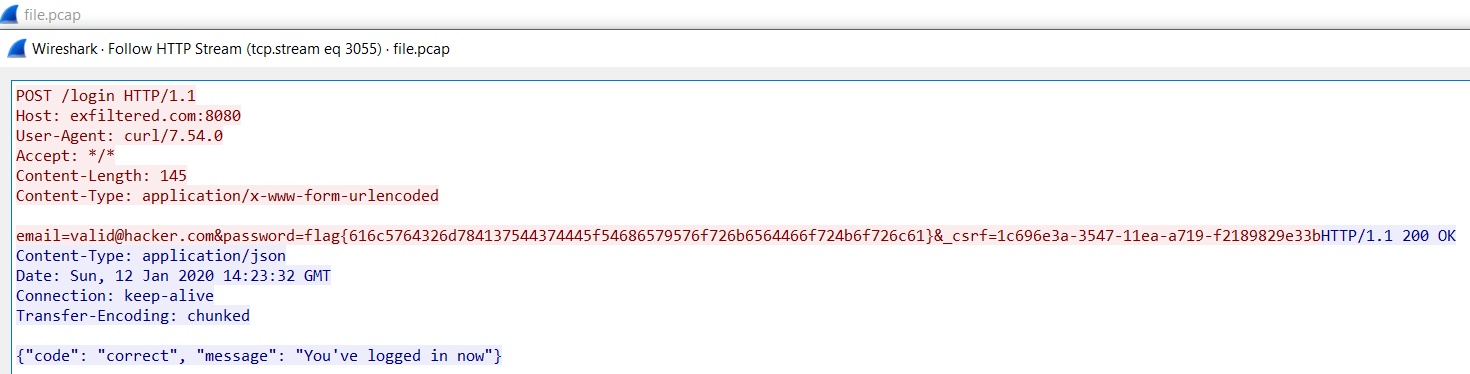 file.pcap
Wireshark · Follow HTTP Stream (tcp.stream eq 3055) · file.pcap
POST /login HTTP/1.1
Host: exfiltered.com:8080
User-Agent: curl/7.54.0
Accept: */*
Content-Length: 145
Content-Type: application/x-www-form-urlencoded
email=valid@hacker.com&password=flag{616c5764326d784137544374445f54686579576f726b6564466f724b6f726c61}&_csrf=1c696e3a-3547-11ea-a719-f2189829e33bHTTP/1.1 200 OK
Content-Type: application/json
Date: Sun, 12 Jan 2020 14:23:32 GMT
Connection: keep-alive
Transfer-Encoding: chunked
{"code": "correct", "message": "You've logged in now"}